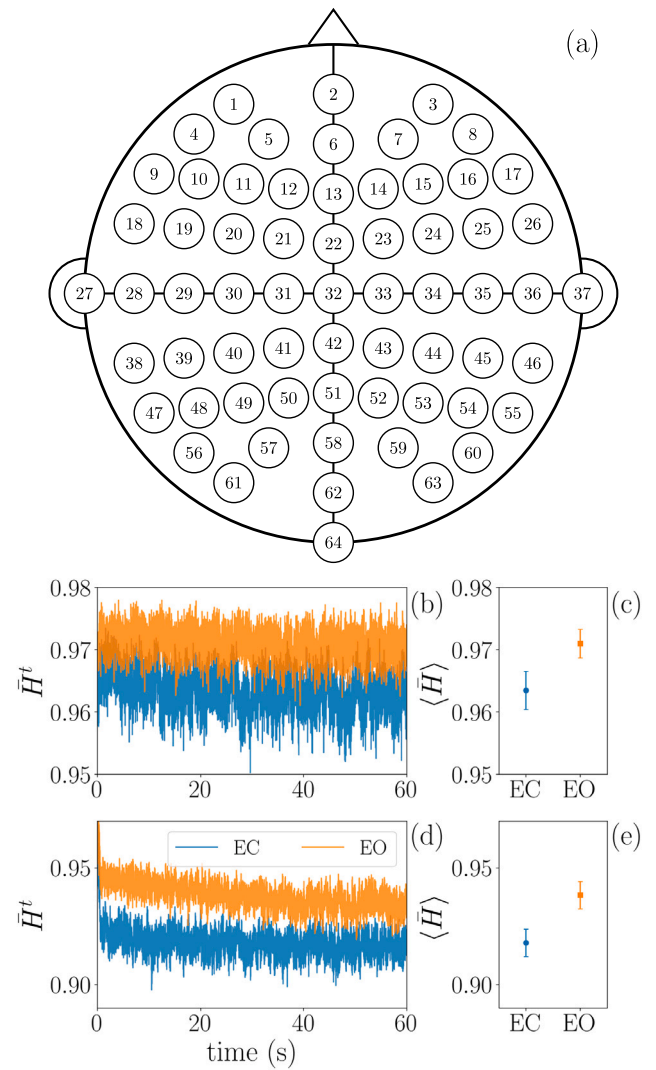 (a)
1 2 3
4 5 6 7 8
9 10 11 12 13 14 15 16 17
18 19 20 21 22 23 24 25 26
27 28 29 30 31 32 33 34 35 36 37
38 39 40 41 42 43 44 45 46
47 48 49 50 51 52 53 54 55
56 57 58 59 60
61 62 63
64
0.98 (b) 0.98 (c)
0.97 0.97
0.96 0.96
0.95 0.95
H̄ᵗ ⟨H̄⟩
0 20 40 60 EC EO
EC EO (d) (e)
0.95 0.95
0.90 0.90
H̄ᵗ ⟨H̄⟩
0 20 40 60 EC EO
time (s)